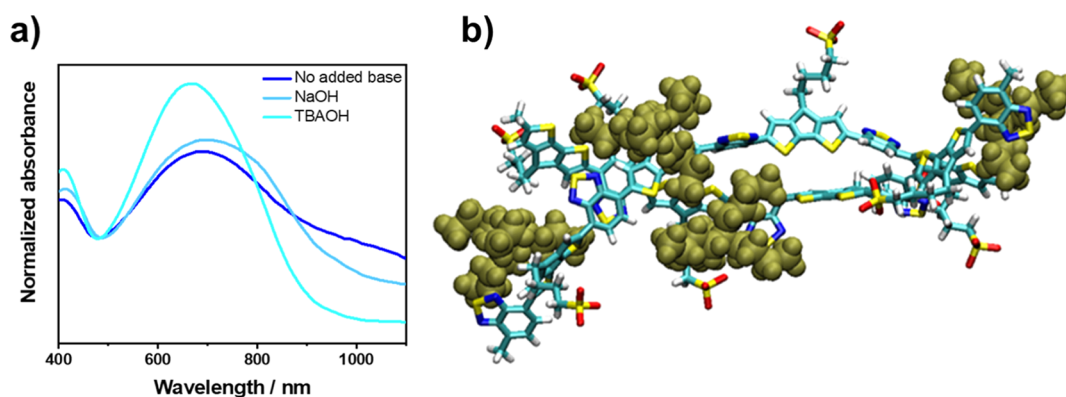 a)
b)
No added base
NaOH
TBAOH
Normalized absorbance
400
600
800
1000
Wavelength / nm